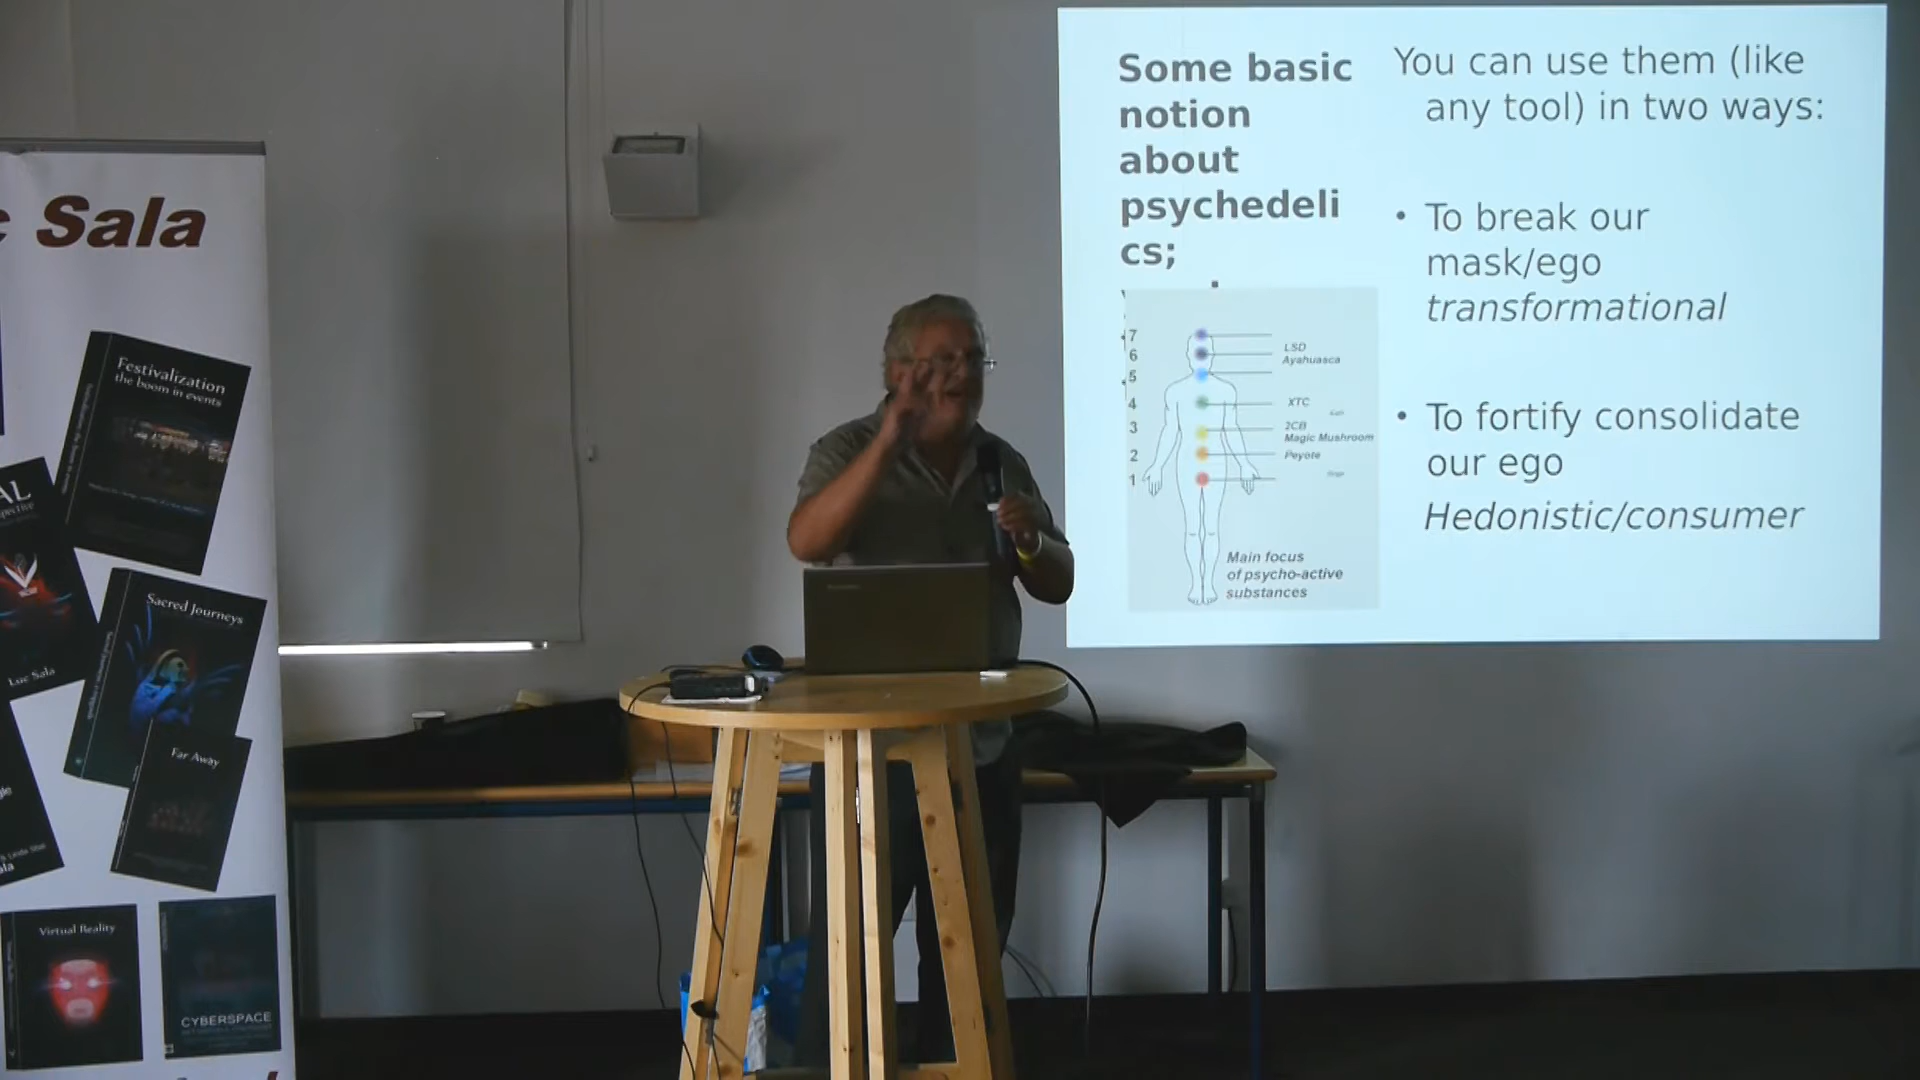 c Sala
Festivalization
the boom in events
AL
Luc Sala
Sacred Journeys
Far Away
Virtual Reality
CYBERSPACE
Some basic
notion
about
psychedeli
cs;
7
6
5
4
3
2
1
LSD
Ayahuasca
XTC
2CB
Magic Mushroom
Peyote
Main focus
of psycho-active
substances
You can use them (like
any tool) in two ways:
• To break our
mask/ego
transformational
• To fortify consolidate
our ego
Hedonistic/consumer